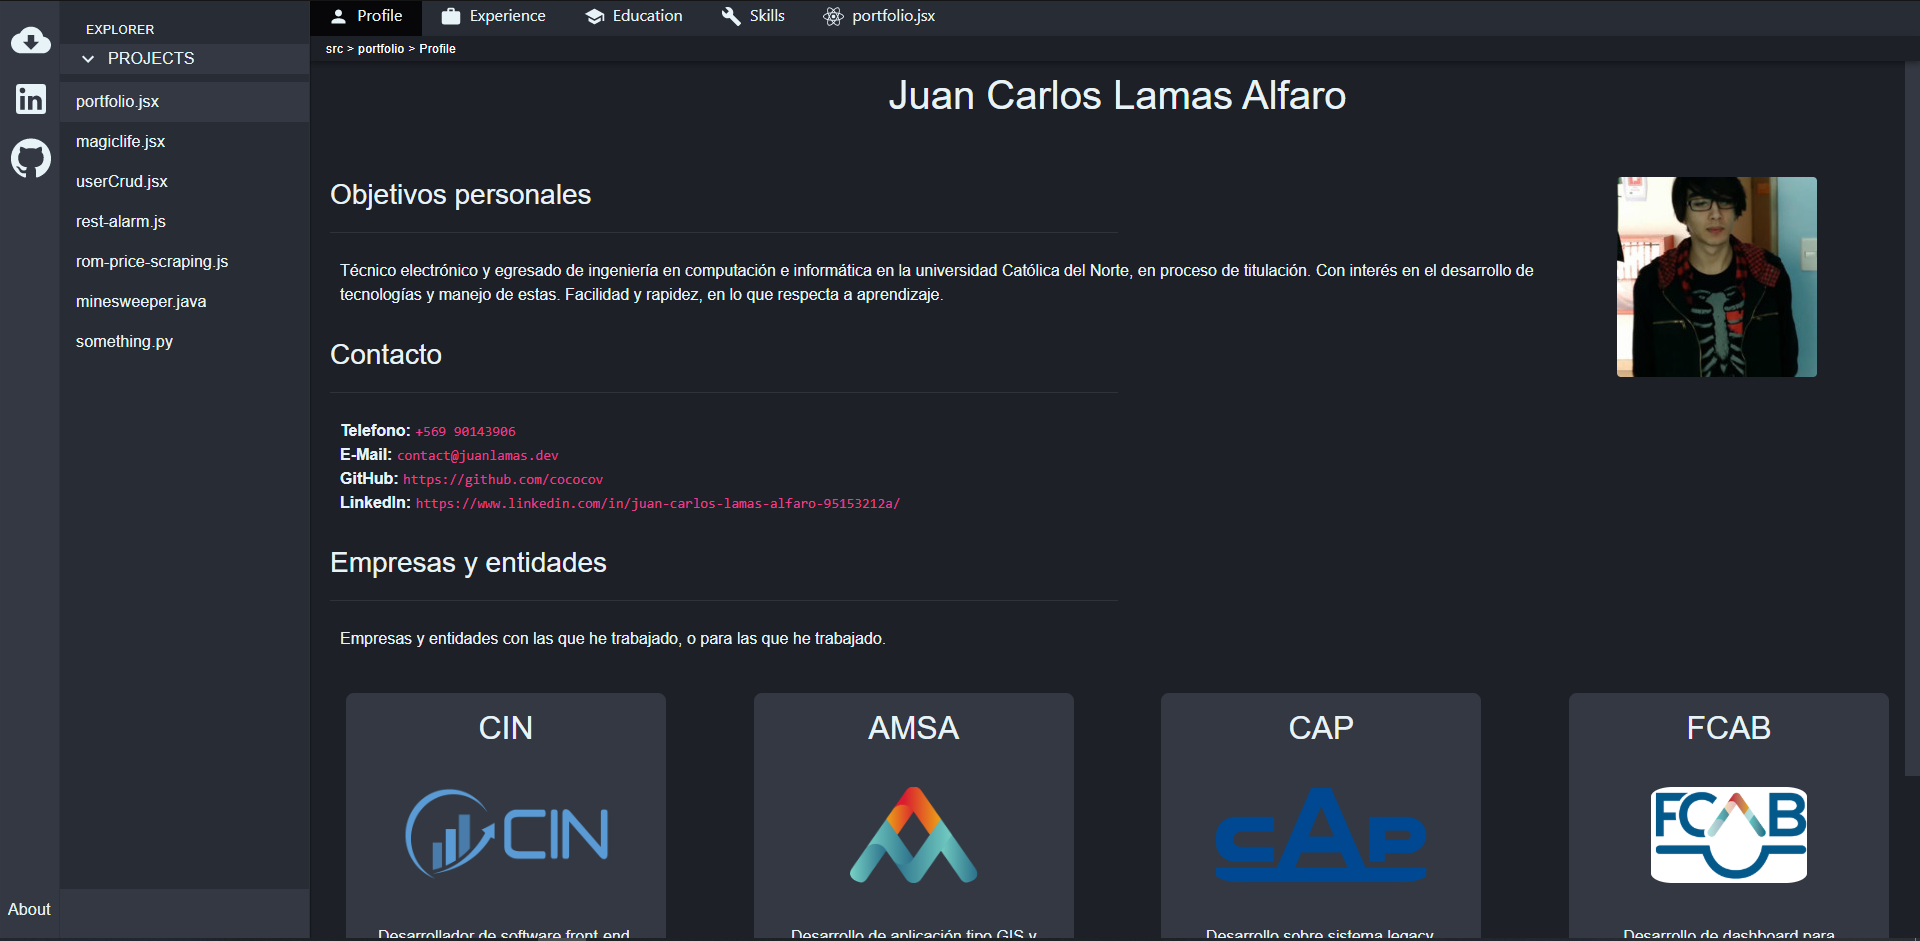 EXPLORER
PROJECTS
portfolio.jsx
magiclife.jsx
userCrud.jsx
rest-alarm.js
rom-price-scraping.js
minesweeper.java
something.py
About
Profile
Experience
Education
Skills
portfolio.jsx
src > portfolio > Profile
Juan Carlos Lamas Alfaro
Objetivos personales
Técnico electrónico y egresado de ingeniería en computación e informática en la universidad Católica del Norte, en proceso de titulación. Con interés en el desarrollo de
tecnologías y manejo de estas. Facilidad y rapidez, en lo que respecta a aprendizaje.
Contacto
Telefono: +569 90143906
E-Mail: contact@juanlamas.dev
GitHub: https://github.com/cococov
LinkedIn: https://www.linkedin.com/in/juan-carlos-lamas-alfaro-95153212a/
Empresas y entidades
Empresas y entidades con las que he trabajado, o para las que he trabajado.
CIN
CIN
Desarrollador de software front end
AMSA
Desarrollo de aplicación tipo GIS y
CAP
CAP
Desarrollo sobre sistema legacy
FCAB
FCAB
Desarrollo de dashboard para